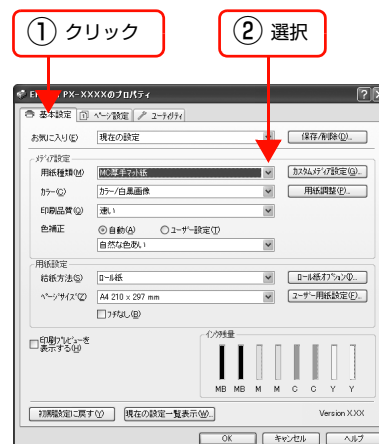 ① クリック
② 選択
EPSON PX-XXXXのプロパティ
基本設定 ページ設定 ユーティリティ
お気に入り(E) 現在の設定 保存/削除(D)...
メディア設定
用紙種類(M) MC厚手マット紙 カスタムメディア設定(G)...
カラー(C) カラー/白黒画像 用紙調整(P)...
印刷品質(Q) 速い
色補正 自動(A) ユーザー設定(T)
自然な色あい
用紙設定
給紙方法(S) ロール紙 ロール紙オプション(I)...
ページサイズ(Z) A4 210 x 297 mm ユーザー用紙設定(F)...
フチなし(B)
印刷プレビューを
表示する(H)
インク残量
MB MB M M C C Y Y
初期設定に戻す(Y) 現在の設定一覧表示(W)... Version X.XX
OK キャンセル ヘルプ